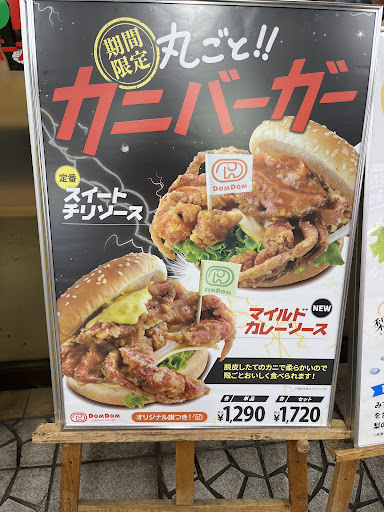 期間
限定
丸ごと!!
カニバーガー
定番
スイート
チリソース
DOMDOM
DOMDOM
NEW
マイルド
カレーソース
脱皮したてのカニで柔らかいので
殻ごとおいしく食べられます!
DOMDOM
オリジナル旗つき!
各 単品 ¥1,290
各 セット ¥1,720